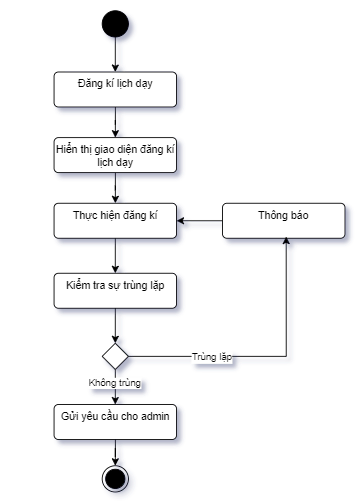 Đăng kí lịch dạy
Hiển thị giao diện đăng kí
lịch dạy
Thực hiện đăng kí
Thông báo
Kiểm tra sự trùng lặp
Trùng lặp
Không trùng
Gửi yêu cầu cho admin